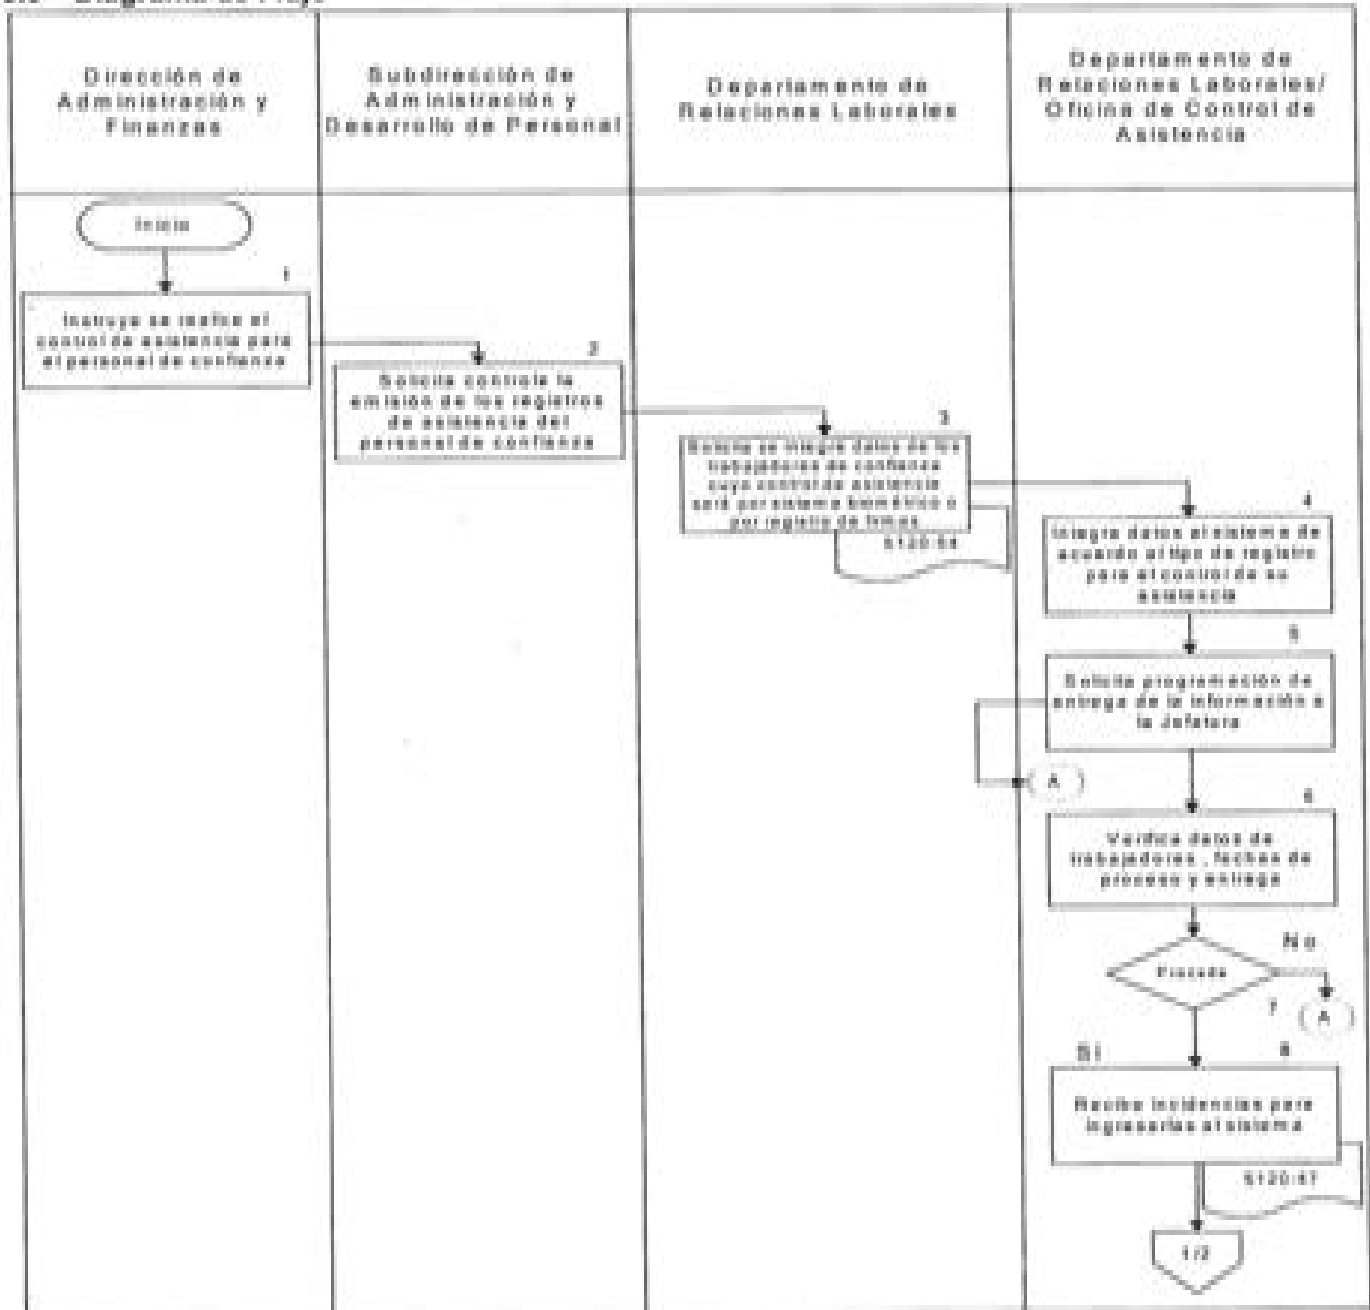 Diagrama de Flujo
Dirección de
Administración y
Finanzas
Subdirección de
Administración y
Desarrollo de Personal
Departamento de
Relaciones Laborales
Departamento de
Relaciones Laborales/
Oficina de Control de
Asistencia
Inicio
1
Instruye se realice el
control de asistencia para
el personal de confianza
2
Solicita controle la
emisión de los registros
de asistencia del
personal de confianza
3
Solicita se integre datos de los
trabajadores de confianza
cuyo control de asistencia
será por sistema biométrico o
por registro de firmas
4
Integra datos al sistema de
acuerdo al tipo de registro
para el control de su
asistencia
5
Solicita programación de
entrega de la información a
la Jefatura
A
6
Verifica datos de
trabajadores, fechas de
proceso y entrega
No
Procede
7
A
Si
8
Recibe incidencias para
ingresarlas al sistema
1/2